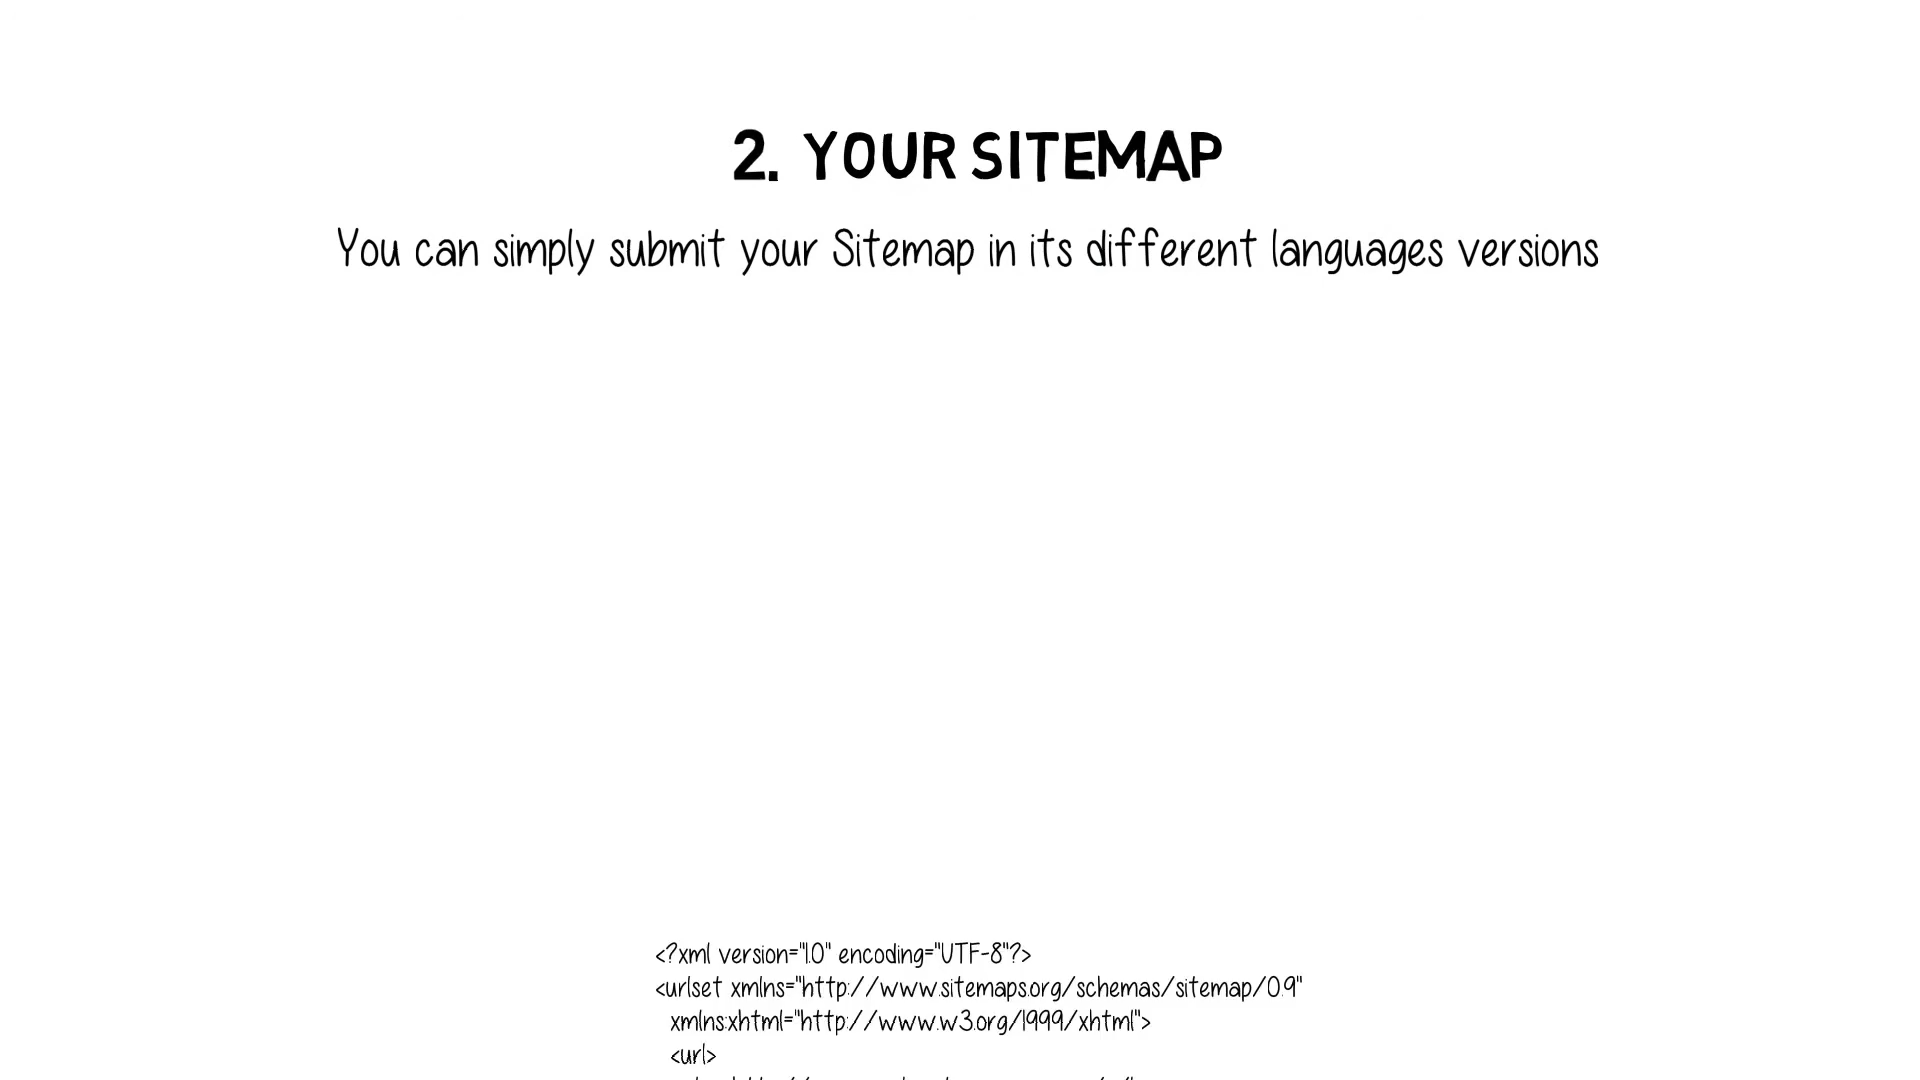 2. YOUR SITEMAP
You can simply submit your Sitemap in its different languages versions
<?xml version="1.0" encoding="UTF-8"?>
<urlset xmlns="http://www.sitemaps.org/schemas/sitemap/0.9"
xmlns:xhtml="http://www.w3.org/1999/xhtml">
<url>